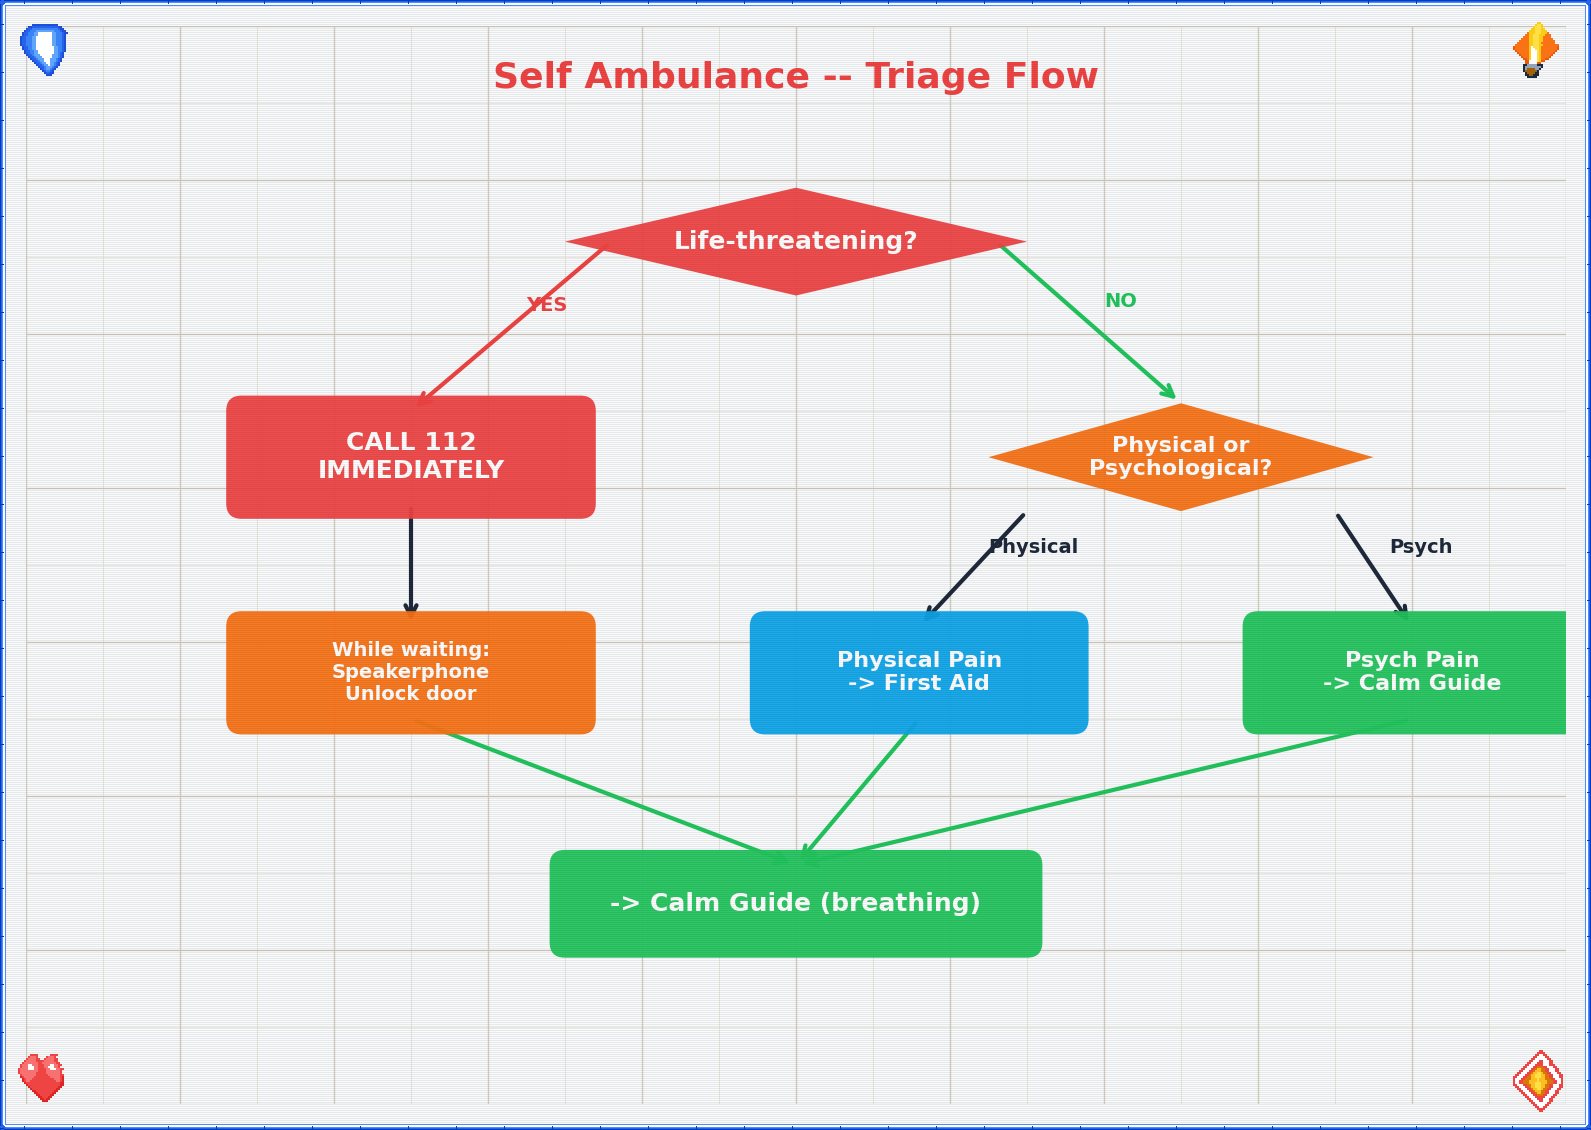 Self Ambulance -- Triage Flow
Life-threatening?
YES
NO
CALL 112
IMMEDIATELY
Physical or
Psychological?
Physical
Psych
While waiting:
Speakerphone
Unlock door
Physical Pain
-> First Aid
Psych Pain
-> Calm Guide
-> Calm Guide (breathing)